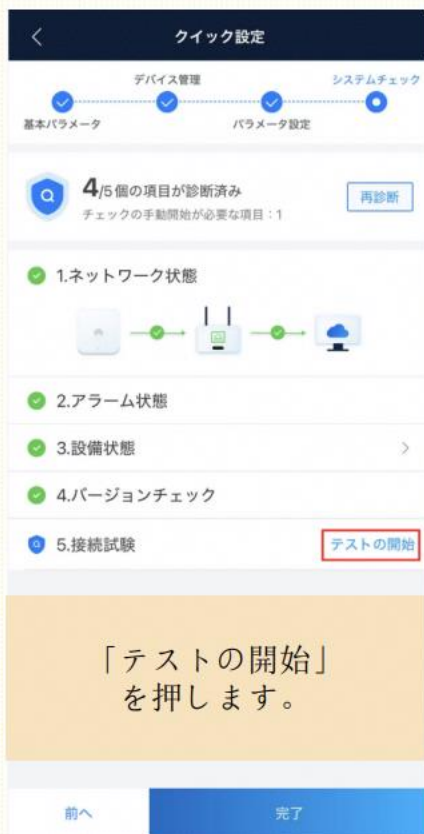 クイック設定
デバイス管理
システムチェック
基本パラメータ
パラメータ設定
4/5個の項目が診断済み
チェックの手動開始が必要な項目：1
再診断
1.ネットワーク状態
2.アラーム状態
3.設備状態
4.バージョンチェック
5.接続試験
テストの開始
「テストの開始」
を押します。
前へ
完了